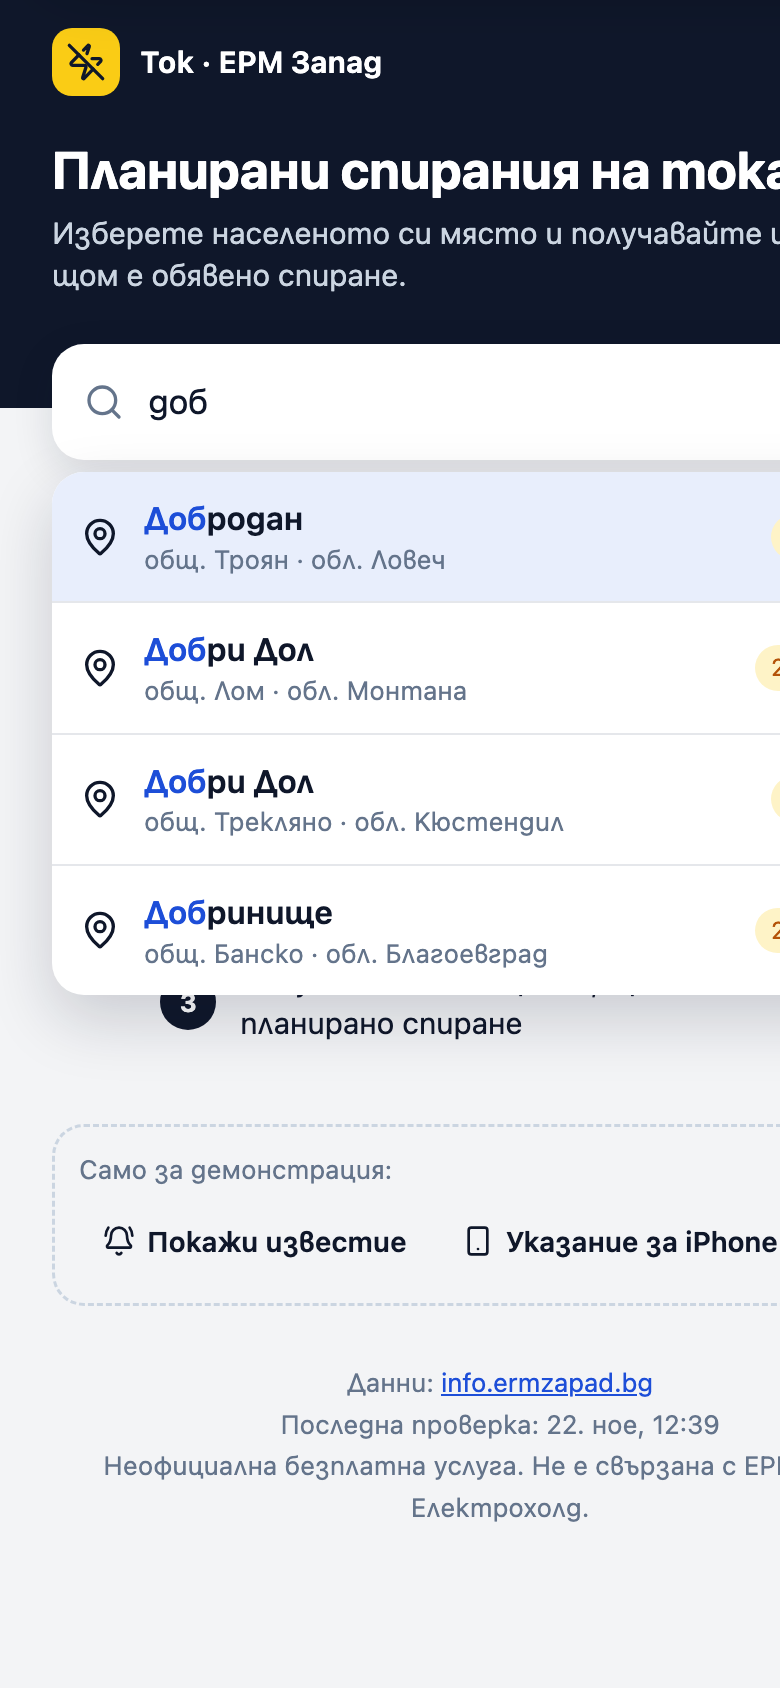 Ток · ЕРМ Запад
Планирани спирания на тока
Изберете населеното си място и получавайте
щом е обявено спиране.
доб
Добродан
общ. Троян · обл. Ловеч
Добри Дол
общ. Лом · обл. Монтана
2
Добри Дол
общ. Трекляно · обл. Кюстендил
Добринище
общ. Банско · обл. Благоевград
2
3
планирано спиране
Само за демонстрация:
Покажи известие
Указание за iPhone
Данни: info.ermzapad.bg
Последна проверка: 22. ное, 12:39
Неофициална безплатна услуга. Не е свързана с
Електрохолд.